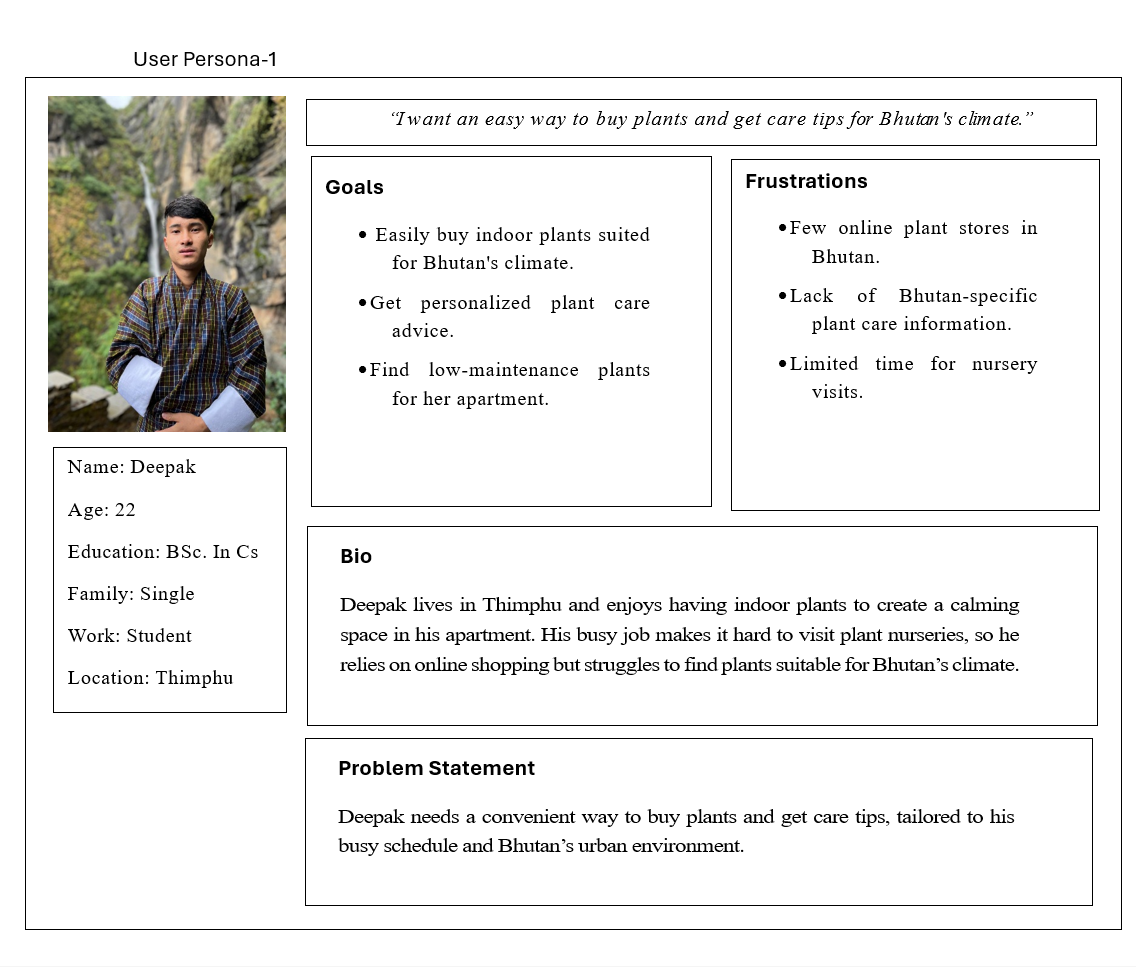 User Persona-1
“I want an easy way to buy plants and get care tips for Bhutan's climate.”
Goals
• Easily buy indoor plants suited
for Bhutan's climate.
•Get personalized plant care
advice.
•Find low-maintenance plants
for her apartment.
Frustrations
•Few online plant stores in
Bhutan.
•Lack of Bhutan-specific
plant care information.
•Limited time for nursery
visits.
Name: Deepak
Age: 22
Education: BSc. In Cs
Family: Single
Work: Student
Location: Thimphu
Bio
Deepak lives in Thimphu and enjoys having indoor plants to create a calming
space in his apartment. His busy job makes it hard to visit plant nurseries, so he
relies on online shopping but struggles to find plants suitable for Bhutan’s climate.
Problem Statement
Deepak needs a convenient way to buy plants and get care tips, tailored to his
busy schedule and Bhutan’s urban environment.